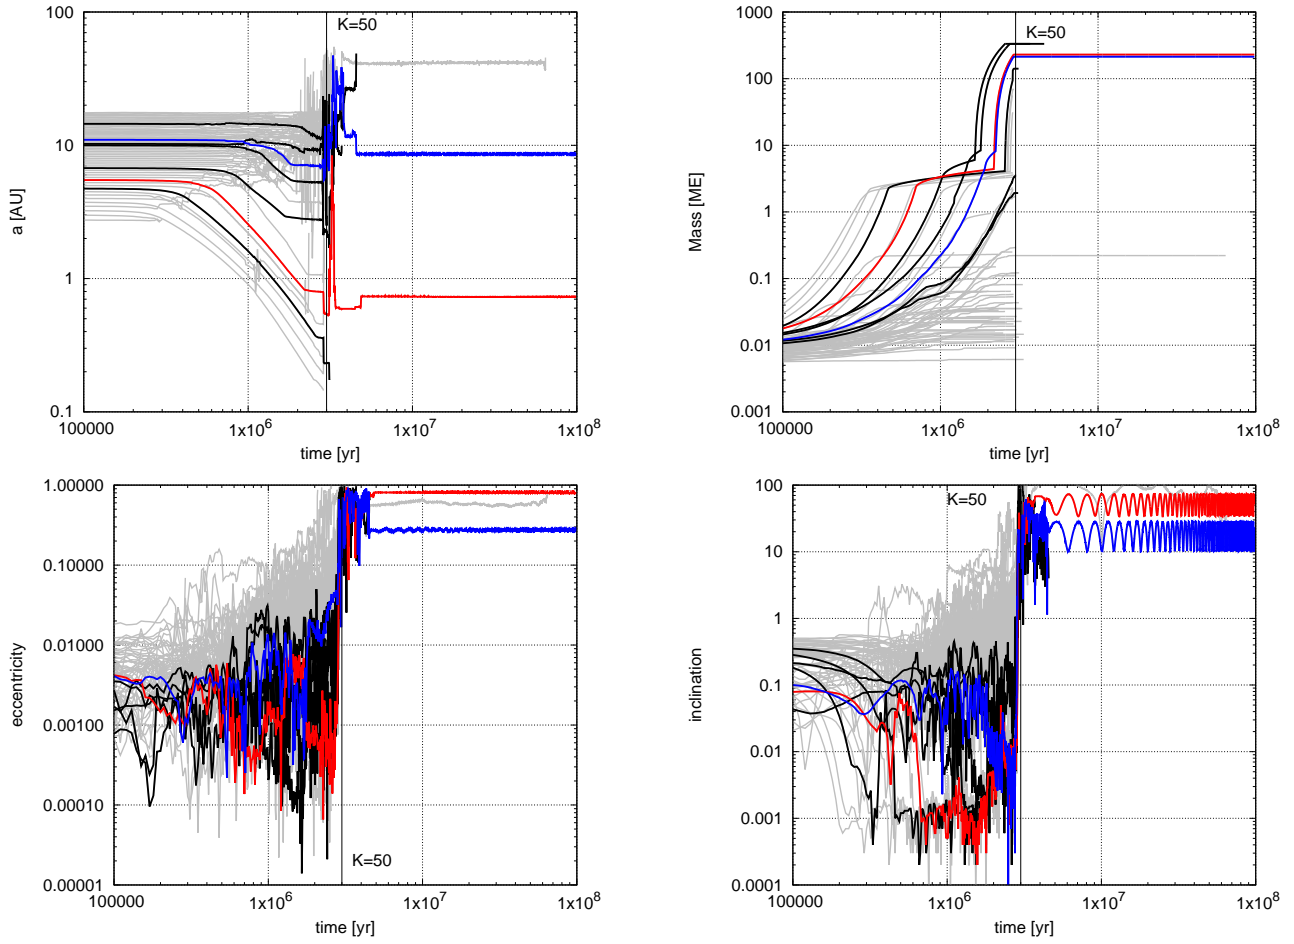 K=50
100
10
1
0.1
a [AU]
100000
1x10^6
1x10^7
1x10^8
time [yr]
K=50
1000
100
10
1
0.1
0.01
0.001
Mass [ME]
100000
1x10^6
1x10^7
1x10^8
time [yr]
1.00000
0.10000
0.01000
0.00100
0.00010
0.00001
eccentricity
K=50
100000
1x10^6
1x10^7
1x10^8
time [yr]
K=50
100
10
1
0.1
0.01
0.001
0.0001
inclination
100000
1x10^6
1x10^7
1x10^8
time [yr]